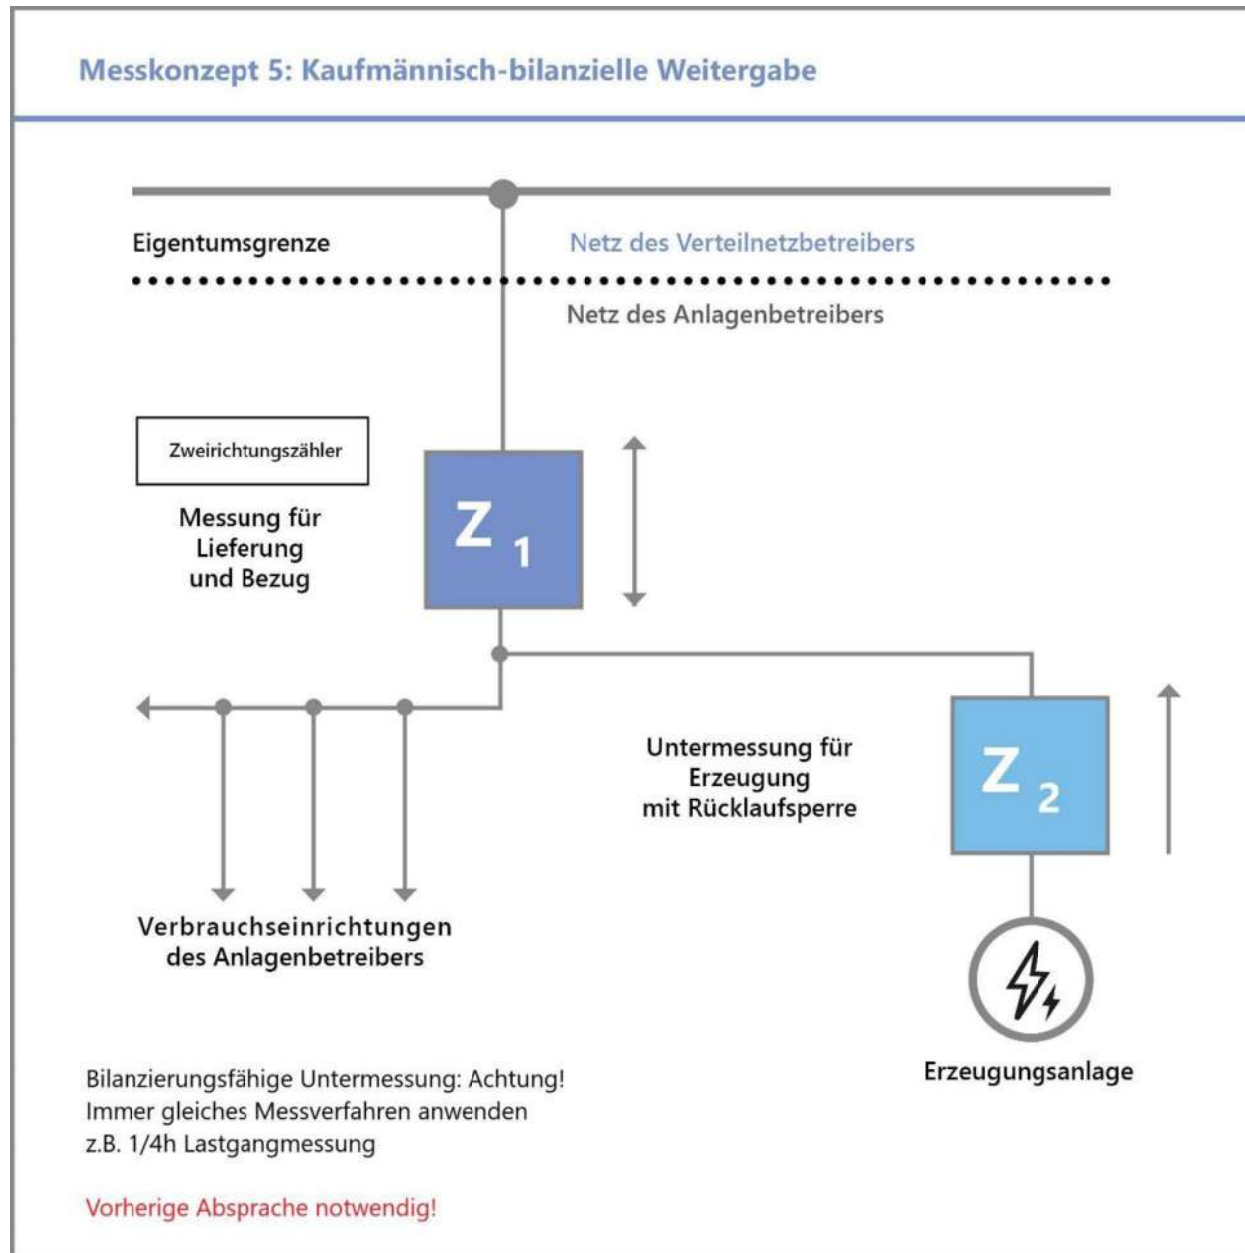 Messkonzept 5: Kaufmännisch-bilanzielle Weitergabe
Eigentumsgrenze
Netz des Verteilnetzbetreibers
Netz des Anlagenbetreibers
Zweirichtungszähler
Messung für
Lieferung
und Bezug
Z 1
Untermessung für
Erzeugung
mit Rücklaufsperre
Z 2
Verbrauchseinrichtungen
des Anlagenbetreibers
Erzeugungsanlage
Bilanzierungsfähige Untermessung: Achtung!
Immer gleiches Messverfahren anwenden
z.B. 1/4h Lastgangmessung
Vorherige Absprache notwendig!